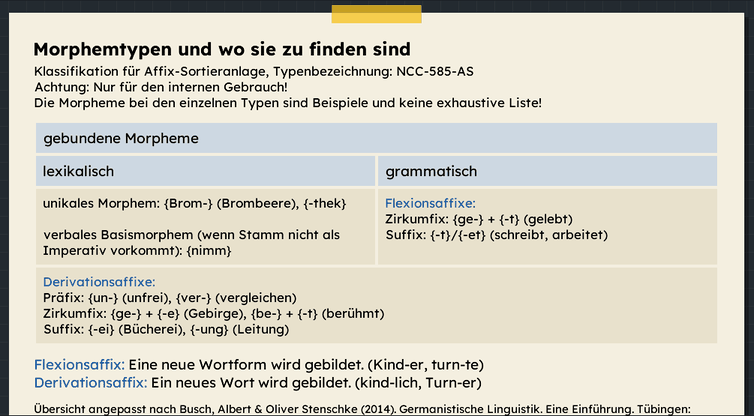 Morphemtypen und wo sie zu finden sind
Klassifikation für Affix-Sortieranlage, Typenbezeichnung: NCC-585-AS
Achtung: Nur für den internen Gebrauch!
Die Morpheme bei den einzelnen Typen sind Beispiele und keine exhaustive Liste!
gebundene Morpheme
lexikalisch
grammatisch
unikales Morphem: {Brom-} (Brombeere), {-thek}
verbales Basismorphem (wenn Stamm nicht als
Imperativ vorkommt): {nimm}
Flexionsaffixe:
Zirkumfix: {ge-} + {-t} (gelebt)
Suffix: {-t}/{-et} (schreibt, arbeitet)
Derivationsaffixe:
Präfix: {un-} (unfrei), {ver-} (vergleichen)
Zirkumfix: {ge-} + {-e} (Gebirge), {be-} + {-t} (berühmt)
Suffix: {-ei} (Bücherei), {-ung} (Leitung)
Flexionsaffix: Eine neue Wortform wird gebildet. (Kind-er, turn-te)
Derivationsaffix: Ein neues Wort wird gebildet. (kind-lich, Turn-er)
Übersicht angepasst nach Busch, Albert & Oliver Stenschke (2014). Germanistische Linguistik. Eine Einführung. Tübingen: